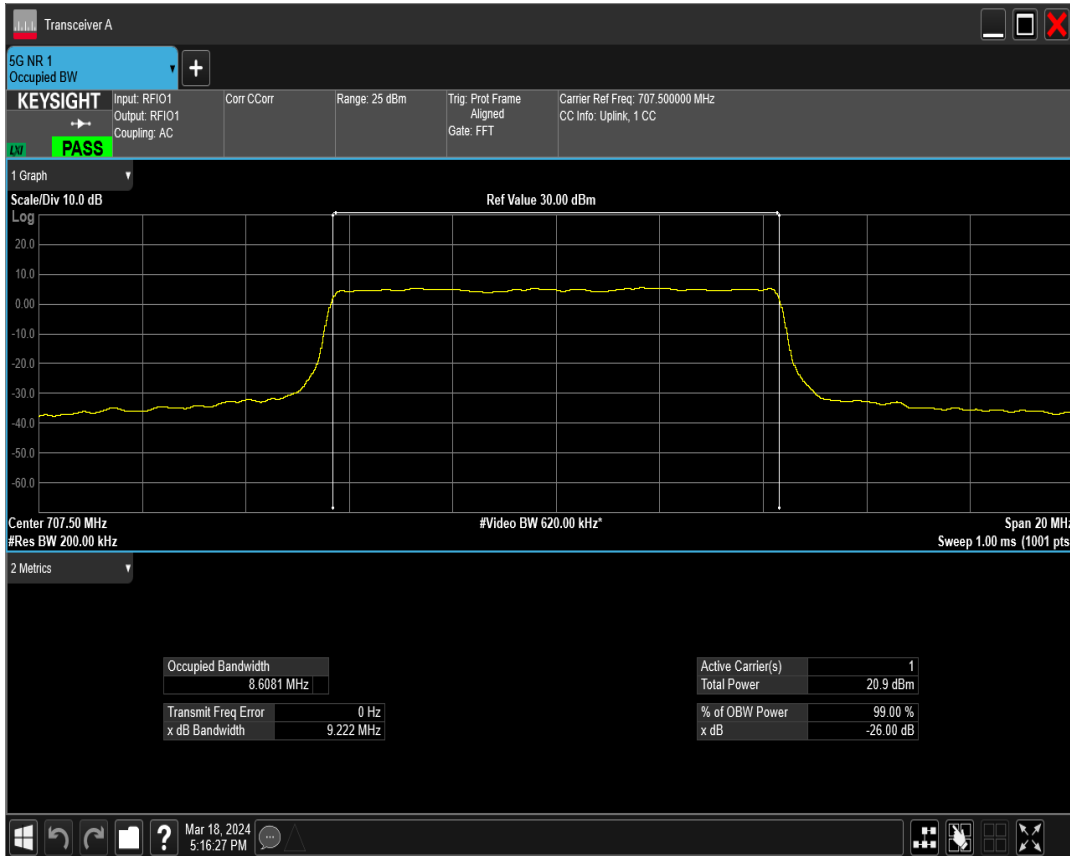 Transceiver A
5G NR 1
Occupied BW
KEYSIGHT
LXI
PASS
Input: RFIO1
Output: RFIO1
Coupling: AC
Corr CCorr
Range: 25 dBm
Trig: Prot Frame
Aligned
Gate: FFT
Carrier Ref Freq: 707.500000 MHz
CC Info: Uplink, 1 CC
1 Graph
Scale/Div 10.0 dB
Ref Value 30.00 dBm
Log
20.0
10.0
0.00
-10.0
-20.0
-30.0
-40.0
-50.0
-60.0
Center 707.50 MHz
#Video BW 620.00 kHz*
Span 20 MHz
#Res BW 200.00 kHz
Sweep 1.00 ms (1001 pts
2 Metrics
Occupied Bandwidth
8.6081 MHz
Transmit Freq Error 0 Hz
x dB Bandwidth 9.222 MHz
Active Carrier(s) 1
Total Power 20.9 dBm
% of OBW Power 99.00 %
x dB -26.00 dB
?
Mar 18, 2024
5:16:27 PM